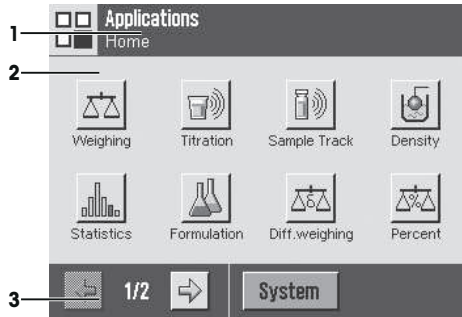 Applications
1
Home
2
Weighing Titration Sample Track Density
Statistics Formulation Diff.weighing Percent
3 1/2 System